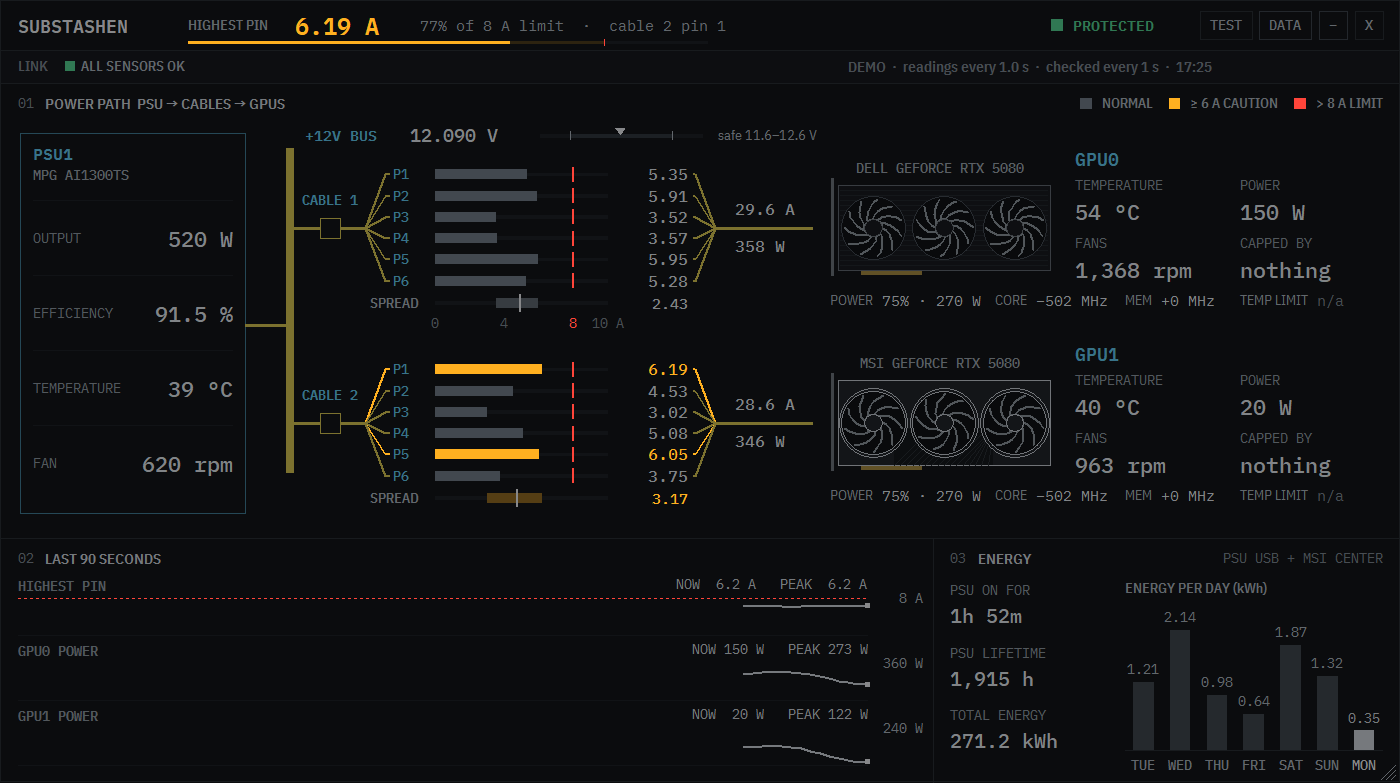 SUBSTASHEN HIGHEST PIN 6.19 A 77% of 8 A limit · cable 2 pin 1 PROTECTED TEST DATA − X
LINK ALL SENSORS OK DEMO · readings every 1.0 s · checked every 1 s · 17:25
01 POWER PATH PSU → CABLES → GPUS NORMAL ≥ 6 A CAUTION > 8 A LIMIT
PSU1
MPG AI1300TS
OUTPUT 520 W
EFFICIENCY 91.5 %
TEMPERATURE 39 °C
FAN 620 rpm
+12V BUS 12.090 V safe 11.6–12.6 V
CABLE 1
P1 5.35
P2 5.91
P3 3.52
P4 3.57
P5 5.95
P6 5.28
SPREAD 2.43
0 4 8 10 A
29.6 A
358 W
DELL GEFORCE RTX 5080
GPU0
TEMPERATURE POWER
54 °C 150 W
FANS CAPPED BY
1,368 rpm nothing
POWER 75% · 270 W CORE −502 MHz MEM +0 MHz TEMP LIMIT n/a
CABLE 2
P1 6.19
P2 4.53
P3 3.02
P4 5.08
P5 6.05
P6 3.75
SPREAD 3.17
28.6 A
346 W
MSI GEFORCE RTX 5080
GPU1
TEMPERATURE POWER
40 °C 20 W
FANS CAPPED BY
963 rpm nothing
POWER 75% · 270 W CORE −502 MHz MEM +0 MHz TEMP LIMIT n/a
02 LAST 90 SECONDS
HIGHEST PIN NOW 6.2 A PEAK 6.2 A
8 A
GPU0 POWER NOW 150 W PEAK 273 W
360 W
GPU1 POWER NOW 20 W PEAK 122 W
240 W
03 ENERGY PSU USB + MSI CENTER
PSU ON FOR
1h 52m
PSU LIFETIME
1,915 h
TOTAL ENERGY
271.2 kWh
ENERGY PER DAY (kWh)
1.21 2.14 0.98 0.64 1.87 1.32 0.35
TUE WED THU FRI SAT SUN MON